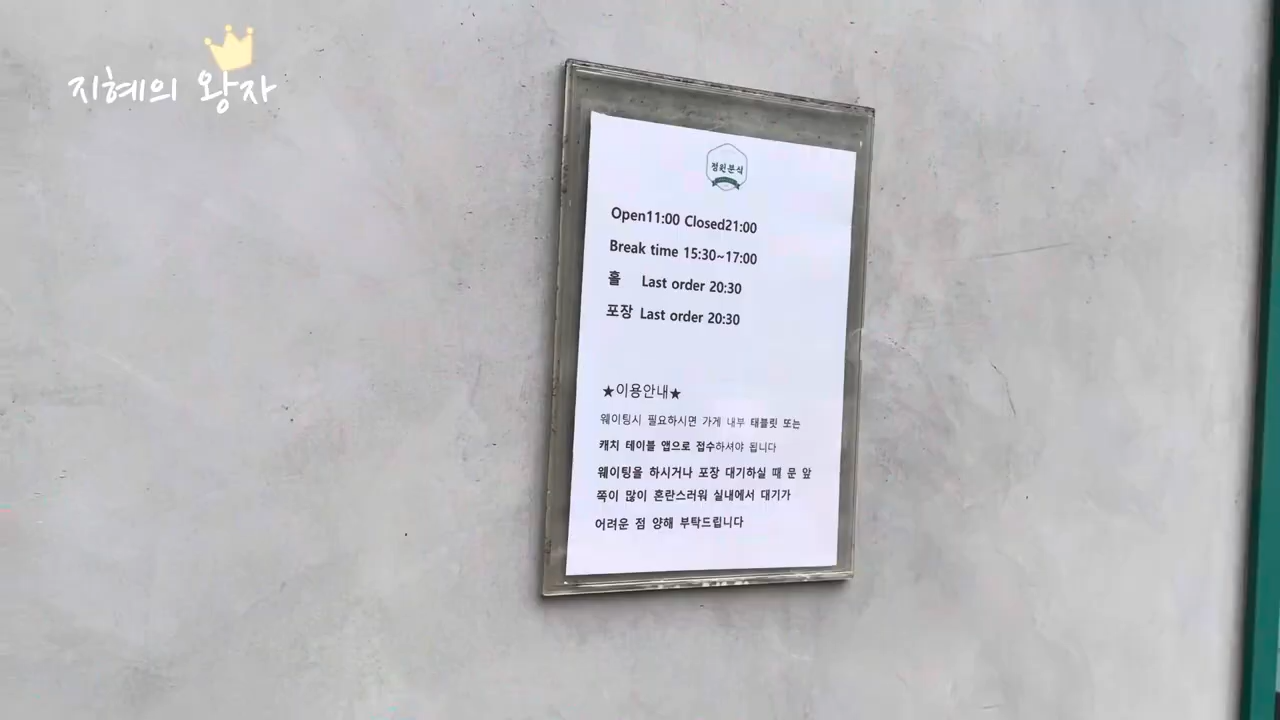 지혜의 왕자
정원분식
Open11:00 Closed21:00
Break time 15:30~17:00
홀 Last order 20:30
포장 Last order 20:30
★이용안내★
웨이팅시 필요하시면 가게 내부 태블릿 또는
캐치 테이블 앱으로 접수하셔야 됩니다
웨이팅을 하시거나 포장 대기하실 때 문 앞
쪽이 많이 혼란스러워 실내에서 대기가
어려운 점 양해 부탁드립니다